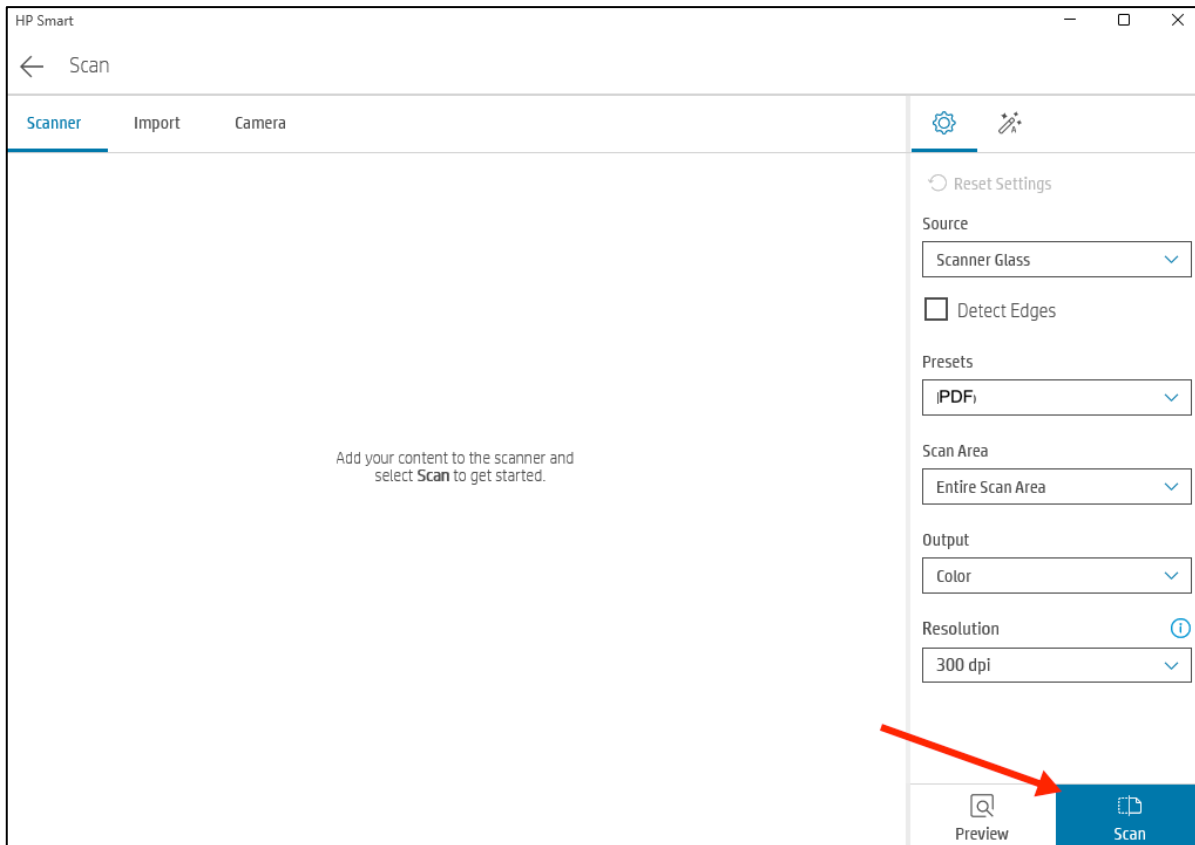 HP Smart
Scan
Scanner
Import
Camera
Reset Settings
Source
Scanner Glass
Detect Edges
Presets
PDF
Scan Area
Entire Scan Area
Output
Color
Resolution
300 dpi
Add your content to the scanner and
select Scan to get started.
Preview
Scan